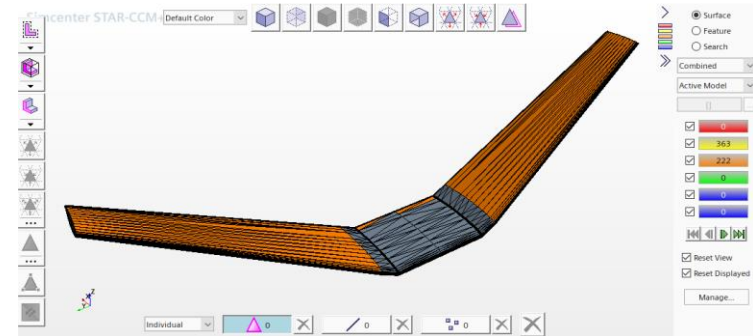 Simcenter STAR-CCM+
Default Color
Surface
Feature
Search
Combined
Active Model
0
363
222
0
0
0
Reset View
Reset Displayed
Manage...
z
Individual
0
0
0